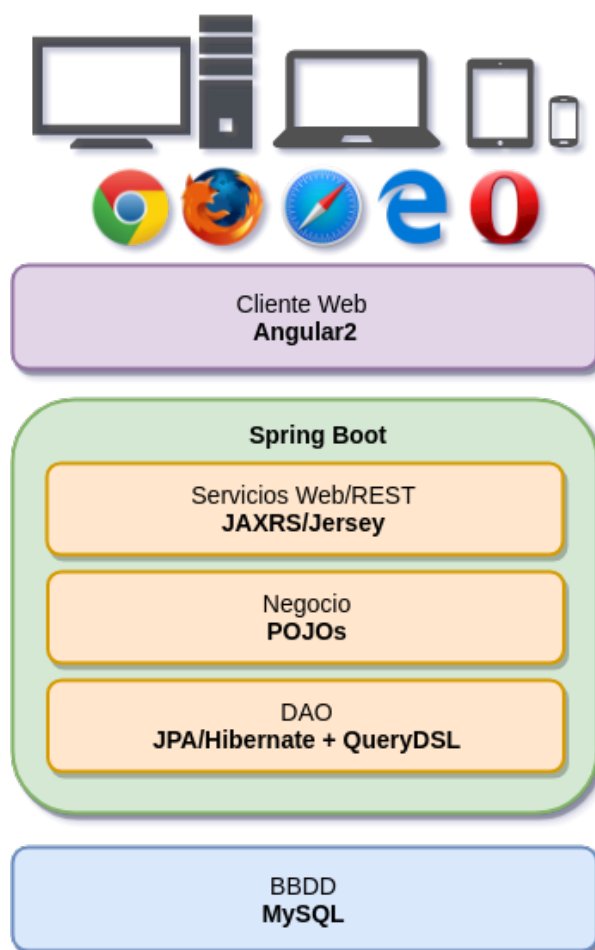 Cliente Web
Angular2
Spring Boot
Servicios Web/REST
JAXRS/Jersey
Negocio
POJOs
DAO
JPA/Hibernate + QueryDSL
BBDD
MySQL